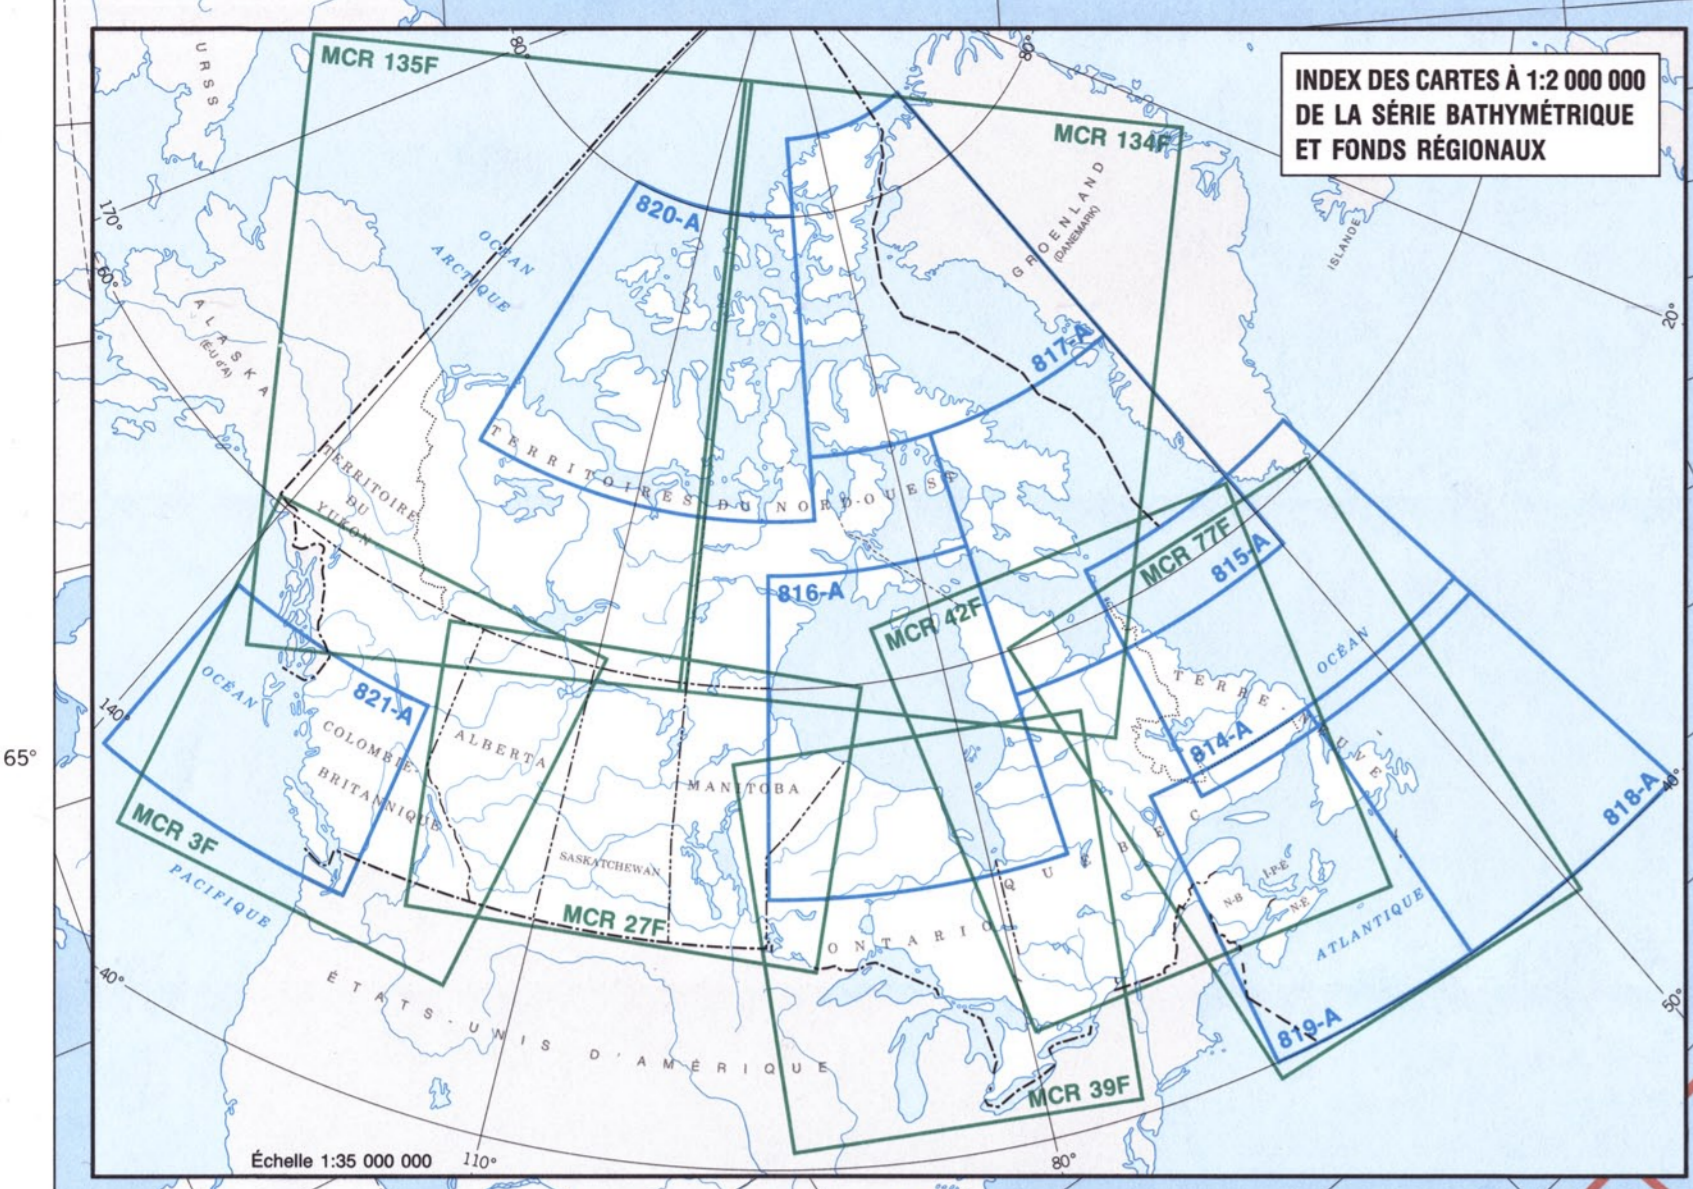 INDEX DES CARTES À 1:2 000 000
DE LA SÉRIE BATHYMÉTRIQUE
ET FONDS RÉGIONAUX
MCR 135F
MCR 134F
URSS
80°
80°
170°
60°
820-A
OCÉAN
ARCTIQUE
GROENLAND
(DANEMARK)
ISLANDE
20°
ALASKA
(É-U d'A)
817-A
TERRITOIRE
DU
YUKON
TERRITOIRES DU NORD-OUEST
MCR 77F
815-A
816-A
MCR 42F
OCÉAN
140°
65°
821-A
OCÉAN
PACIFIQUE
COLOMBIE-
BRITANNIQUE
ALBERTA
SASKATCHEWAN
MANITOBA
TERRE-NEUVE
814-A
818-A
40°
MCR 3F
MCR 27F
ONTARIO
QUÉBEC
N-B
I-P-É
N-É
ATLANTIQUE
40°
50°
819-A
ÉTATS-UNIS D'AMÉRIQUE
MCR 39F
Échelle 1:35 000 000
110°
80°